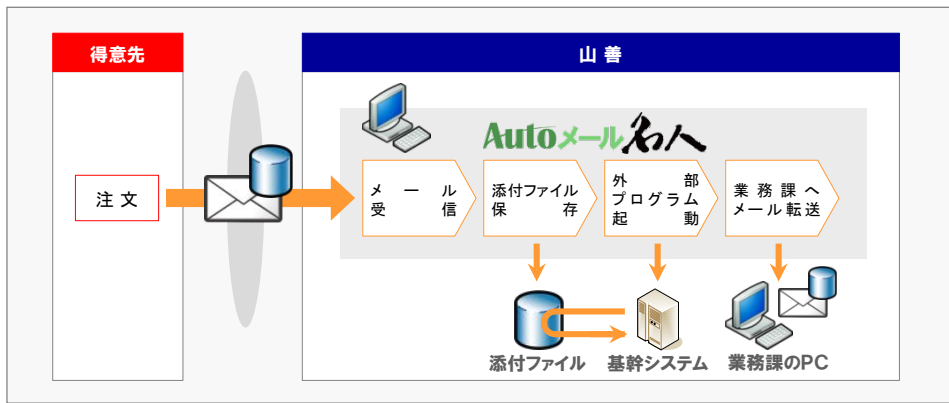 得意先
山善
Autoメール名人
注文
メール
受信
添付ファイル
保存
外部
プログラム
起動
業務課へ
メール転送
添付ファイル
基幹システム
業務課のPC